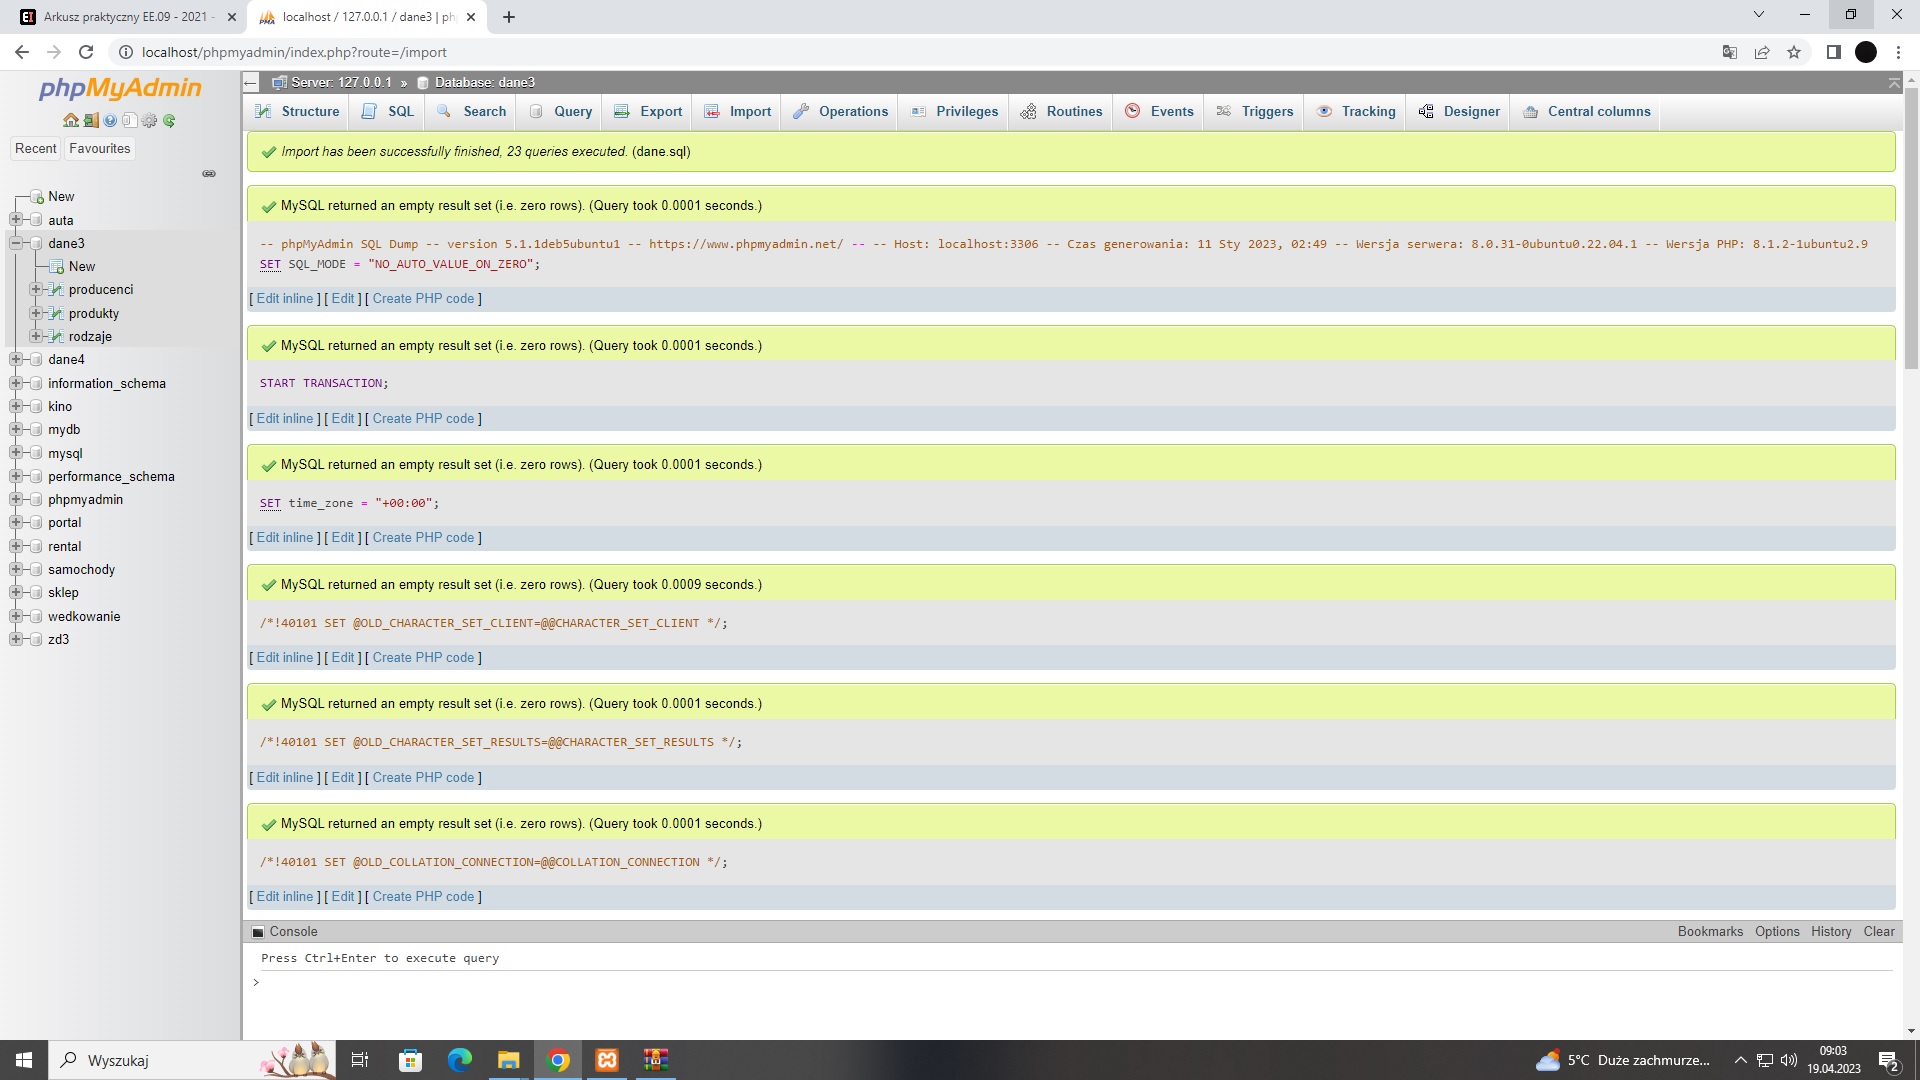 Arkusz praktyczny EE.09 - 2021 -
localhost / 127.0.0.1 / dane3 | ph
localhost/phpmyadmin/index.php?route=/import
phpMyAdmin
Recent
Favourites
New
auta
dane3
New
producenci
produkty
rodzaje
dane4
information_schema
kino
mydb
mysql
performance_schema
phpmyadmin
portal
rental
samochody
sklep
wedkowanie
zd3
Server: 127.0.0.1 » Database: dane3
Structure SQL Search Query Export Import Operations Privileges Routines Events Triggers Tracking Designer Central columns
Import has been successfully finished, 23 queries executed. (dane.sql)
MySQL returned an empty result set (i.e. zero rows). (Query took 0.0001 seconds.)
-- phpMyAdmin SQL Dump -- version 5.1.1deb5ubuntu1 -- https://www.phpmyadmin.net/ -- -- Host: localhost:3306 -- Czas generowania: 11 Sty 2023, 02:49 -- Wersja serwera: 8.0.31-0ubuntu0.22.04.1 -- Wersja PHP: 8.1.2-1ubuntu2.9
SET SQL_MODE = "NO_AUTO_VALUE_ON_ZERO";
[ Edit inline ] [ Edit ] [ Create PHP code ]
MySQL returned an empty result set (i.e. zero rows). (Query took 0.0001 seconds.)
START TRANSACTION;
[ Edit inline ] [ Edit ] [ Create PHP code ]
MySQL returned an empty result set (i.e. zero rows). (Query took 0.0001 seconds.)
SET time_zone = "+00:00";
[ Edit inline ] [ Edit ] [ Create PHP code ]
MySQL returned an empty result set (i.e. zero rows). (Query took 0.0009 seconds.)
/*!40101 SET @OLD_CHARACTER_SET_CLIENT=@@CHARACTER_SET_CLIENT */;
[ Edit inline ] [ Edit ] [ Create PHP code ]
MySQL returned an empty result set (i.e. zero rows). (Query took 0.0001 seconds.)
/*!40101 SET @OLD_CHARACTER_SET_RESULTS=@@CHARACTER_SET_RESULTS */;
[ Edit inline ] [ Edit ] [ Create PHP code ]
MySQL returned an empty result set (i.e. zero rows). (Query took 0.0001 seconds.)
/*!40101 SET @OLD_COLLATION_CONNECTION=@@COLLATION_CONNECTION */;
[ Edit inline ] [ Edit ] [ Create PHP code ]
Console
Bookmarks Options History Clear
Press Ctrl+Enter to execute query
>
Wyszukaj
5°C Duże zachmurze...
09:03
19.04.2023
2